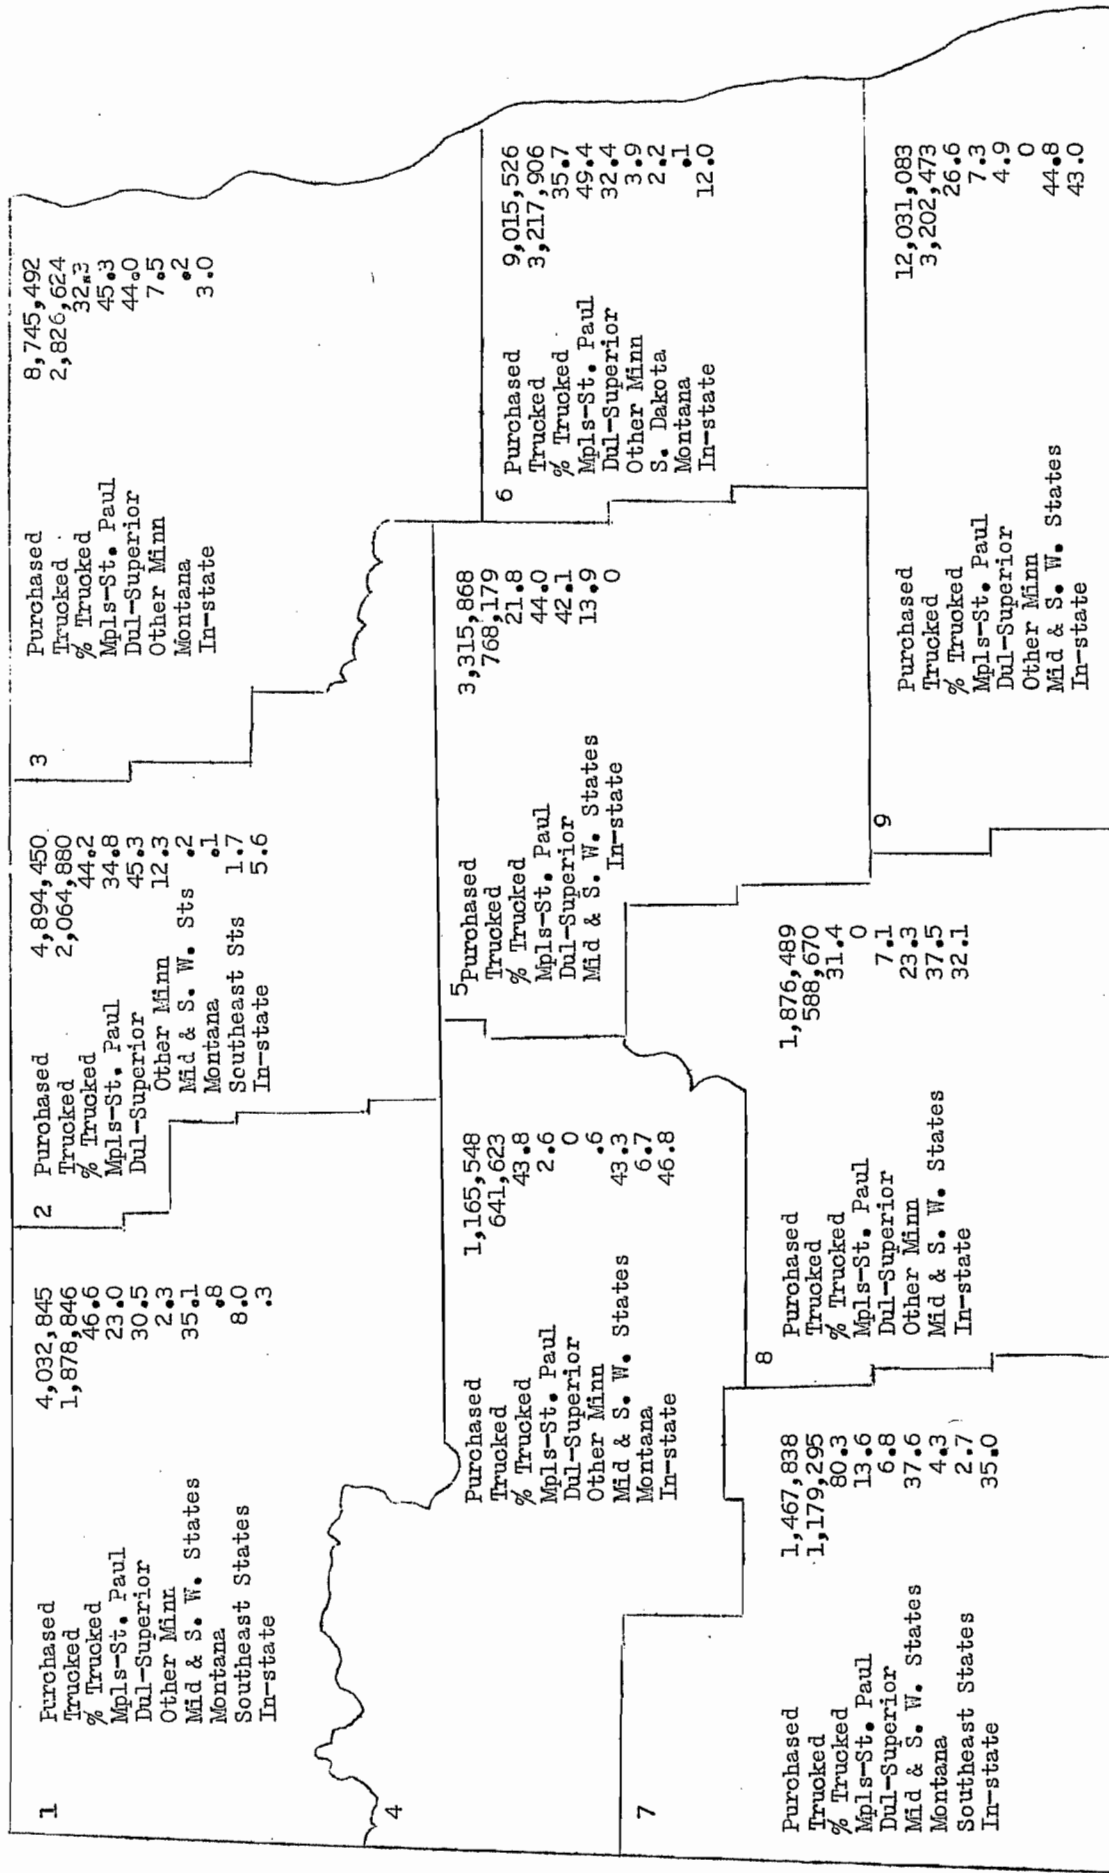 1
Purchased 4,032,845
Trucked 1,878,846
% Trucked 46.6
Mpls-St. Paul 23.0
Dul-Superior 30.5
Other Minn 2.3
Mid & S. W. States 35.1
Montana .8
Southeast States 8.0
In-state .3
2
Purchased 4,894,450
Trucked 2,064,880
% Trucked 44.2
Mpls-St. Paul 34.8
Dul-Superior 45.3
Other Minn 12.3
Mid & S. W. Sts .2
Montana .1
Southeast Sts 1.7
In-state 5.6
3
Purchased 8,745,492
Trucked 2,826,624
% Trucked 32.3
Mpls-St. Paul 45.3
Dul-Superior 44.0
Other Minn 7.5
Montana .2
In-state 3.0
4
Purchased 1,165,548
Trucked 641,623
% Trucked 43.8
Mpls-St. Paul 2.6
Dul-Superior 0
Other Minn .6
Mid & S. W. States 43.3
Montana 6.7
In-state 46.8
5
Purchased 3,315,868
Trucked 768,179
% Trucked 21.8
Mpls-St. Paul 44.0
Dul-Superior 42.1
Mid & S. W. States 13.9
In-state 0
6
Purchased 9,015,526
Trucked 3,217,906
% Trucked 35.7
Mpls-St. Paul 49.4
Dul-Superior 32.4
Other Minn 3.9
S. Dakota 2.2
Montana .1
In-state 12.0
7
Purchased 1,467,838
Trucked 1,179,295
% Trucked 80.3
Mpls-St. Paul 13.6
Dul-Superior 6.8
Mid & S. W. States 37.6
Montana 4.3
Southeast States 2.7
In-state 35.0
8
Purchased 1,876,489
Trucked 588,670
% Trucked 31.4
Mpls-St. Paul 0
Dul-Superior 7.1
Other Minn 23.3
Mid & S. W. States 37.5
In-state 32.1
9
Purchased 12,031,083
Trucked 3,202,473
% Trucked 26.6
Mpls-St. Paul 7.3
Dul-Superior 4.9
Other Minn 0
Mid & S. W. States 44.8
In-state 43.0